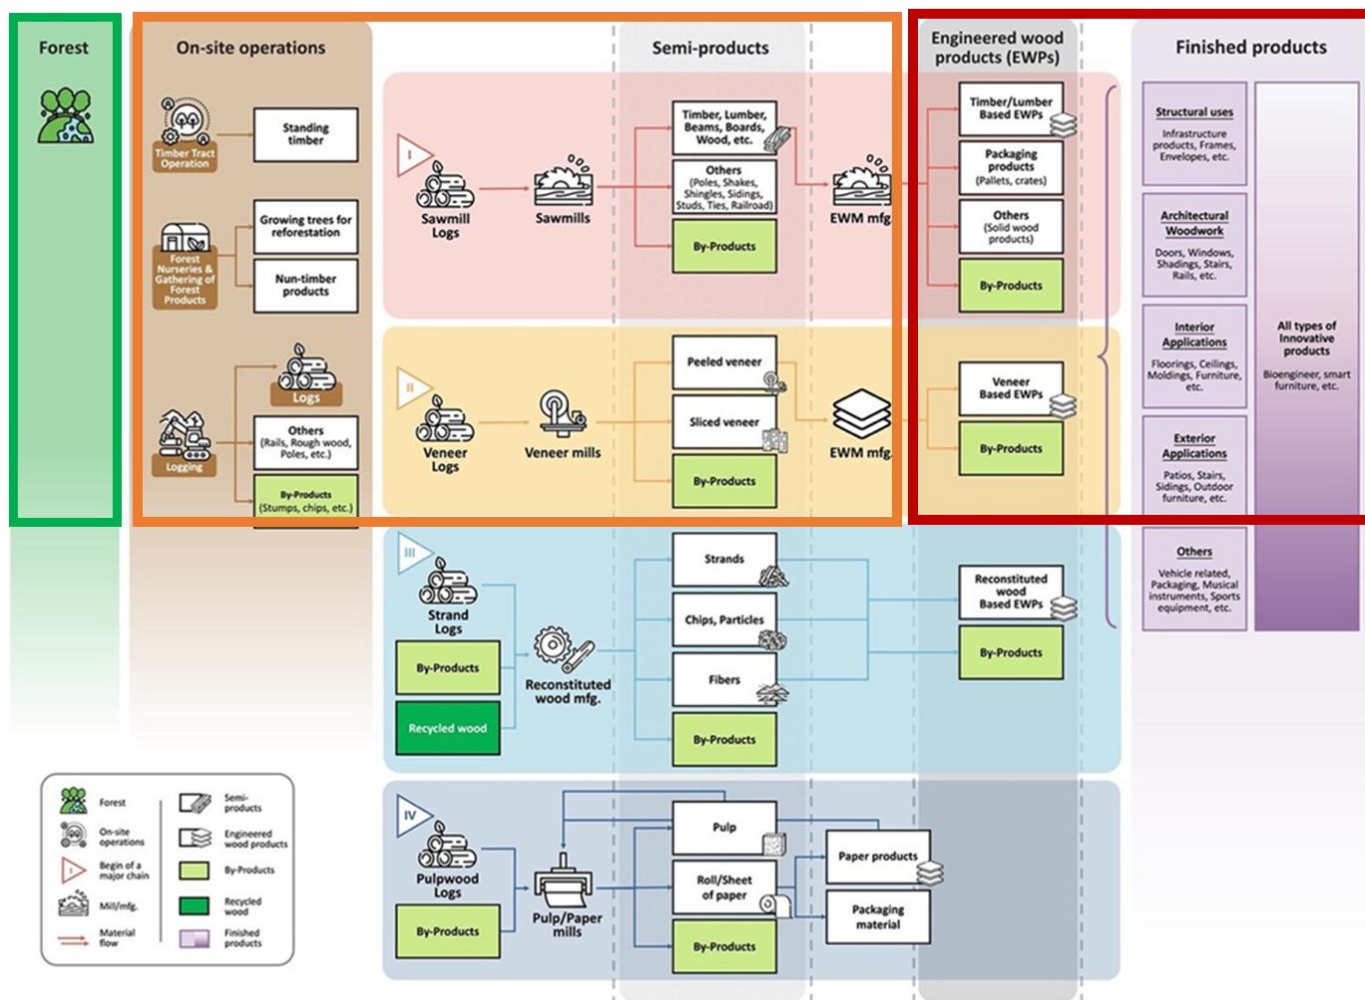 Forest
On-site operations
Semi-products
Engineered wood
products (EWPs)
Finished products
Timber Tract
Operation
Standing
timber
Forest
Nurseries &
Gathering of
Forest
Products
Growing trees for
reforestation
Nun-timber
products
Logging
Logs
Others
(Rails, Rough wood,
Poles, etc.)
By-Products
(Stumps, chips, etc.)
I
Sawmill
Logs
Sawmills
Timber, Lumber,
Beams, Boards,
Wood, etc.
Others
(Poles, Shakes,
Shingles, Sidings,
Studs, Ties, Railroad)
By-Products
EWM mfg.
Timber/Lumber
Based EWPs
Packaging
products
(Pallets, crates)
Others
(Solid wood
products)
By-Products
II
Veneer
Logs
Veneer mills
Peeled veneer
Sliced veneer
By-Products
EWM mfg.
Veneer
Based EWPs
By-Products
III
Strand
Logs
By-Products
Recycled wood
Reconstituted
wood mfg.
Strands
Chips, Particles
Fibers
By-Products
Reconstituted
wood
Based EWPs
By-Products
IV
Pulpwood
Logs
By-Products
Pulp/Paper
mills
Pulp
Roll/Sheet
of paper
By-Products
Paper products
Packaging
material
Structural uses
Infrastructure
products, Frames,
Envelopes, etc.
Architectural
Woodwork
Doors, Windows,
Shadings, Stairs,
Rails, etc.
Interior
Applications
Floorings, Ceilings,
Moldings, Furniture,
etc.
Exterior
Applications
Patios, Stairs,
Sidings, Outdoor
furniture, etc.
Others
Vehicle related,
Packaging, Musical
instruments, Sports
equipment, etc.
All types of
Innovative
products
Bioengineer, smart
furniture, etc.
Forest
On-site
operations
I
Begin of a
major chain
Mill/mfg.
Material
flow
Semi-
products
Engineered
wood products
By-Products
Recycled
wood
Finished
products